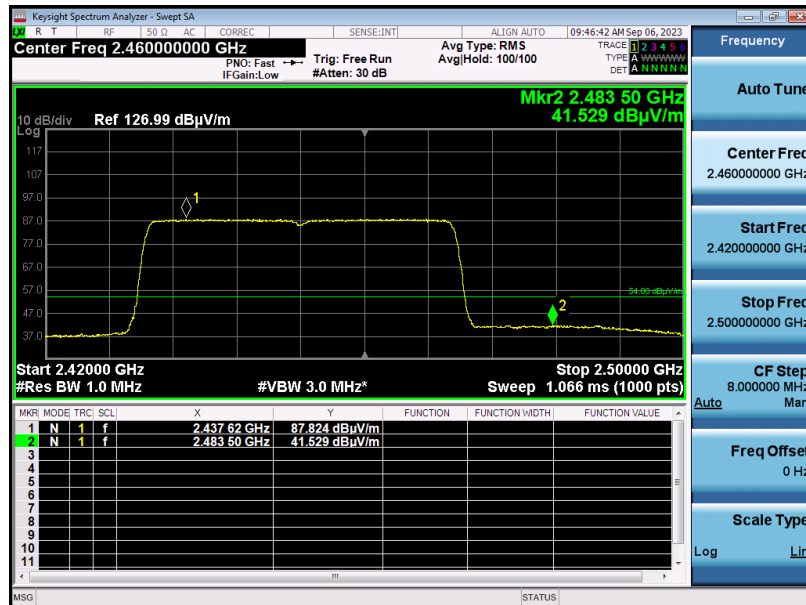 Keysight Spectrum Analyzer - Swept SA
LXI R T RF 50 Ω AC CORREC SENSE:INT ALIGN AUTO 09:46:42 AM Sep 06, 2023
Center Freq 2.460000000 GHz
PNO: Fast
IFGain:Low
Trig: Free Run
#Atten: 30 dB
Avg Type: RMS
Avg|Hold: 100/100
TRACE 1 2 3 4 5 6
TYPE A WWWWW
DET A N N N N N
Mkr2 2.483 50 GHz
41.529 dBµV/m
10 dB/div Ref 126.99 dBµV/m
Log
117
107
97.0
87.0
77.0
67.0
57.0
47.0
37.0
1
2
54.00 dBµV/m
Start 2.42000 GHz Stop 2.50000 GHz
#Res BW 1.0 MHz #VBW 3.0 MHz* Sweep 1.066 ms (1000 pts)
MKR MODE TRC SCL X Y FUNCTION FUNCTION WIDTH FUNCTION VALUE
1 N 1 f 2.437 62 GHz 87.824 dBµV/m
2 N 1 f 2.483 50 GHz 41.529 dBµV/m
3
4
5
6
7
8
9
10
11
MSG STATUS
Frequency
Auto Tune
Center Freq
2.460000000 GHz
Start Freq
2.420000000 GHz
Stop Freq
2.500000000 GHz
CF Step
8.000000 MHz
Auto Man
Freq Offset
0 Hz
Scale Type
Log Lin